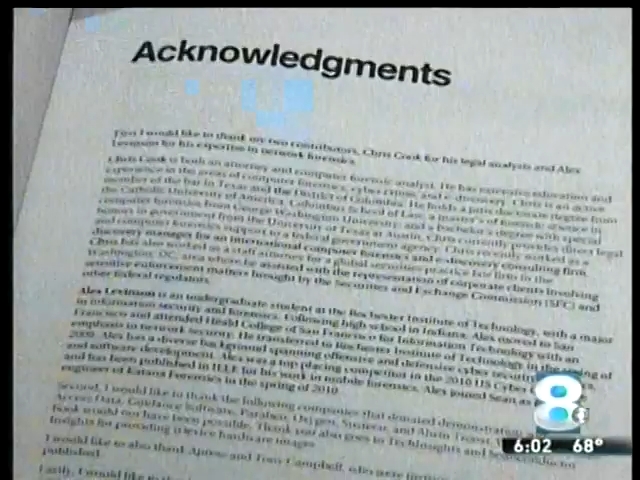 Acknowledgments
First I would like to thank my two contributors, Chris Cook for his legal analysis and Alex
Levinson for his expertise in network forensics.
Chris Cook is both an attorney and computer forensic analyst. He has extensive education and
experience in the areas of computer forensics, cyber crime, and e-discovery. Chris is an active
member of the bar in Texas and the District of Columbia. He holds a juris doctorate degree from
the Catholic University of America, Columbus School of Law, a master's of forensic science in
computer forensics from George Washington University, and a bachelor's degree with special
honors in government from the University of Texas at Austin. Chris currently provides legal
and computer forensics support to a federal government agency. Chris recently worked as a
discovery manager for an international computer forensics and e-discovery consulting firm.
Chris has also worked as a staff attorney for a global securities practice law firm in the
Washington, DC, area where he assisted with the representation of corporate clients involving
sensitive enforcement matters brought by the Securities and Exchange Commission (SEC) and
other federal regulators.
Alex Levinson is an undergraduate student at the Rochester Institute of Technology, with a major
in information security and forensics. Following high school in Indiana, Alex moved to San
Francisco and attended Heald College of San Francisco for Information Technology with an
emphasis in network security. He transferred to Rochester Institute of Technology in the spring of
2009. Alex has a diverse background spanning offensive and defensive cyber security
and software development. Alex was a top placing competitor in the 2010 US Cyber
and has been published in IEEE for his work in mobile forensics. Alex joined Sean as
engineer of Katana Forensics in the spring of 2010.
Second, I would like to thank the following companies that donated demonstration
Access Data, Guidance Software, Paraben, Oxygen, Susteen, and
book would not have been possible. Thank you also goes to TechInsights and Semiconductor
Insights for providing device hardware images.
I would like to also thank Apress and Tony Campbell, who were
published.
Lastly, I would like to
8
6:02 68°